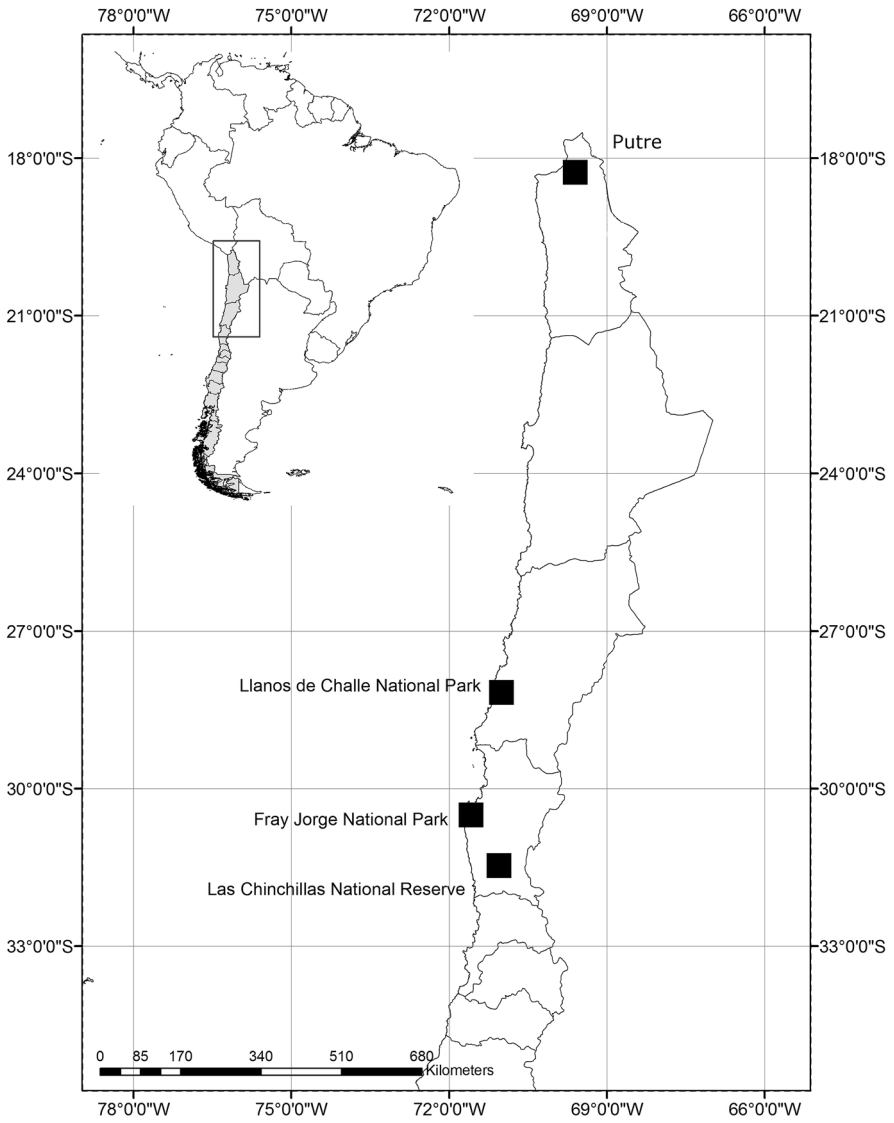 78°0'0"W 75°0'0"W 72°0'0"W 69°0'0"W 66°0'0"W
Putre
18°0'0"S 18°0'0"S
21°0'0"S 21°0'0"S
24°0'0"S 24°0'0"S
27°0'0"S 27°0'0"S
Llanos de Challe National Park
30°0'0"S 30°0'0"S
Fray Jorge National Park
Las Chinchillas National Reserve
33°0'0"S 33°0'0"S
0 85 170 340 510 680
Kilometers
78°0'0"W 75°0'0"W 72°0'0"W 69°0'0"W 66°0'0"W